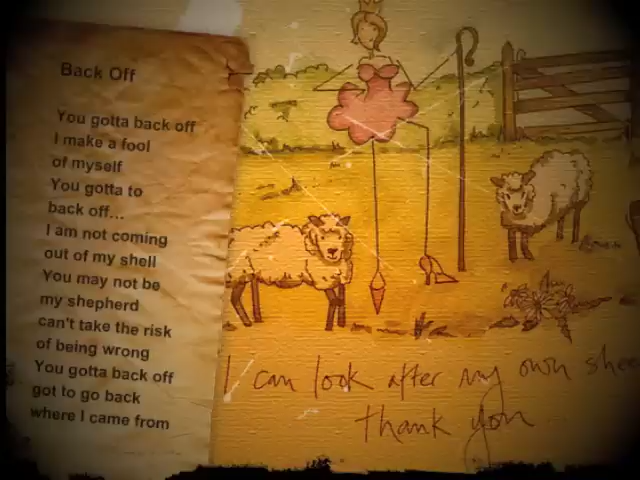 Back Off
You gotta back off
I make a fool
of myself
You gotta to
back off...
I am not coming
out of my shell
You may not be
my shepherd
can't take the risk
of being wrong
You gotta back off
got to go back
where I came from
I can look after my own
thank you